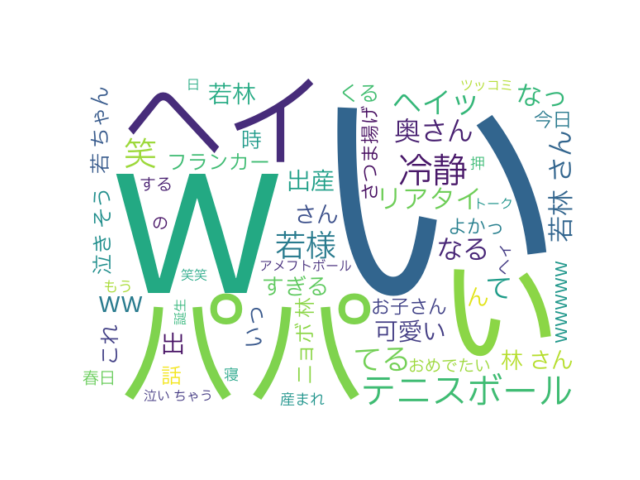 ヘイ
い
w
パパ
い
若ちゃん
日
若林
時
笑
フランカー
くる
ヘイッ
ツッコミ
なっ
今日
奥さん
さつま揚げ
冷静
押
若林 さん
する
出産
リアタイ
トーク
の
さん
よかっ
泣き そう
若様
なる
アメフトボール
笑笑
もう
すぎる
ん
て
ww
誕生
ニョボ林
お子さん
wwwwww
これ
出
可愛い
てる
おめでたい
林 さん
春日
話
寝
テニスボール
泣い ちゃう
産まれ